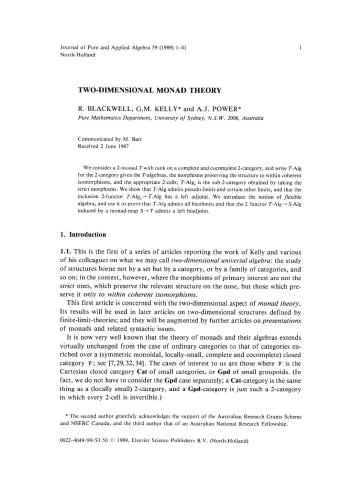 Journal of Pure and Applied Algebra 59 (1989) 1-41
1
North-Holland
TWO-DIMENSIONAL MONAD THEORY
R. BLACKWELL, G.M. KELLY* and A.J. POWER*
Pure Mathematics Department, University of Sydney, N.S.W. 2006, Australia
Communicated by M. Barr
Received 2 June 1987
We consider a 2-monad T with rank on a complete and cocomplete 2-category, and write T-Alg
for the 2-category given the T-algebras, the morphisms preserving the structure to within coherent
isomorphisms, and the appropriate 2-cells; T-Algₛ is the sub-2-category obtained by taking the
strict morphisms. We show that T-Alg admits pseudo-limits and certain other limits, and that the
inclusion 2-functor T-Algₛ → T-Alg has a left adjoint. We introduce the notion of flexible
algebra, and use it to prove that T-Alg admits all bicolimits and that the 2 functor T-Alg → S-Alg
induced by a monad-map S → T admits a left biadjoint.
1. Introduction
1.1. This is the first of a series of articles reporting the work of Kelly and various
of his colleagues on what we may call two-dimensional universal algebra: the study
of structures borne not by a set but by a category, or by a family of categories, and
so on; in the context, however, where the morphisms of primary interest are not the
strict ones, which preserve the relevant structure on the nose, but those which pre-
serve it only to within coherent isomorphisms.
This first article is concerned with the two-dimensional aspect of monad theory.
Its results will be used in later articles on two-dimensional structures defined by
finite-limit-theories; and they will be augmented by further articles on presentations
of monads and related syntactic issues.
It is now very well known that the theory of monads and their algebras extends
virtually unchanged from the case of ordinary categories to that of categories en-
riched over a (symmetric monoidal, locally-small, complete and cocomplete) closed
category 𝒱; see [7,29,32,34]. The cases of interest to us are those where 𝒱 is the
Cartesian closed category Cat of small categories, or Gpd of small groupoids. (In
fact, we do not have to consider the Gpd case separately; a Cat-category is the same
thing as a (locally small) 2-category, and a Gpd-category is just such a 2-category
in which every 2-cell is invertible.)
* The second author gratefuly acknowledges the support of the Australian Research Grants Scheme
and NSERC Canada, and the third author that of an Australian National Research Fellowship.
0022-4049/89/$3.50 © 1989, Elsevier Science Publishers B.V. (North-Holland)